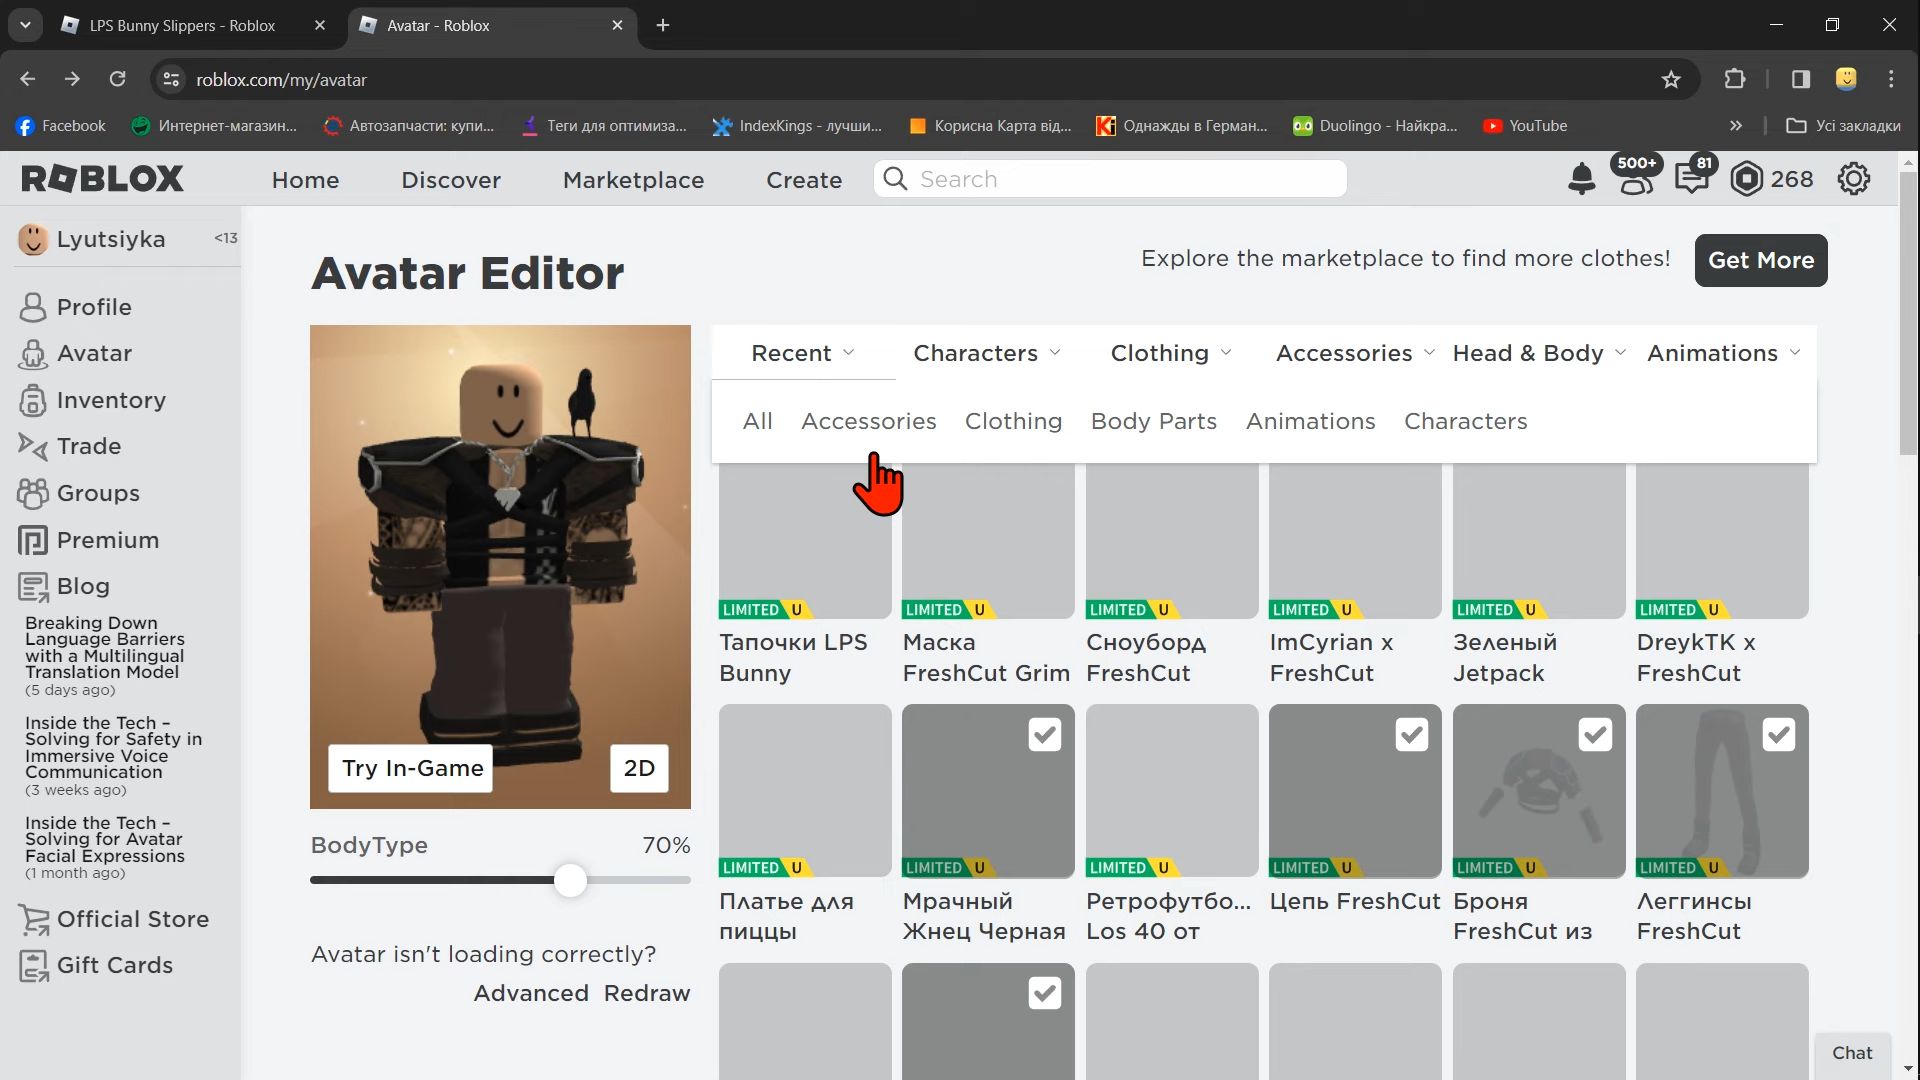 LPS Bunny Slippers - Roblox
Avatar - Roblox
roblox.com/my/avatar
Facebook
Интернет-магазин...
Автозапчасти: купи...
Теги для оптимиза...
IndexKings - лучши...
Корисна Карта від...
Однажды в Герман...
Duolingo - Найкра...
YouTube
Усі закладки
ROBLOX
Home
Discover
Marketplace
Create
Search
500+
81
268
Lyutsiyka
<13
Profile
Avatar
Inventory
Trade
Groups
Premium
Blog
Breaking Down
Language Barriers
with a Multilingual
Translation Model
(5 days ago)
Inside the Tech –
Solving for Safety in
Immersive Voice
Communication
(3 weeks ago)
Inside the Tech –
Solving for Avatar
Facial Expressions
(1 month ago)
Official Store
Gift Cards
Avatar Editor
Explore the marketplace to find more clothes!
Get More
Try In-Game
2D
BodyType
70%
Avatar isn't loading correctly?
Advanced
Redraw
Recent
Characters
Clothing
Accessories
Head & Body
Animations
All
Accessories
Clothing
Body Parts
Animations
Characters
LIMITED U
LIMITED U
LIMITED U
LIMITED U
LIMITED U
LIMITED U
Тапочки LPS
Bunny
Маска
FreshCut Grim
Сноуборд
FreshCut
ImCyrian x
FreshCut
Зеленый
Jetpack
DreykTK x
FreshCut
LIMITED U
LIMITED U
LIMITED U
LIMITED U
LIMITED U
LIMITED U
Платье для
пиццы
Мрачный
Жнец Черная
Ретрофутбо...
Los 40 от
Цепь FreshCut
Броня
FreshCut из
Леггинсы
FreshCut
Chat